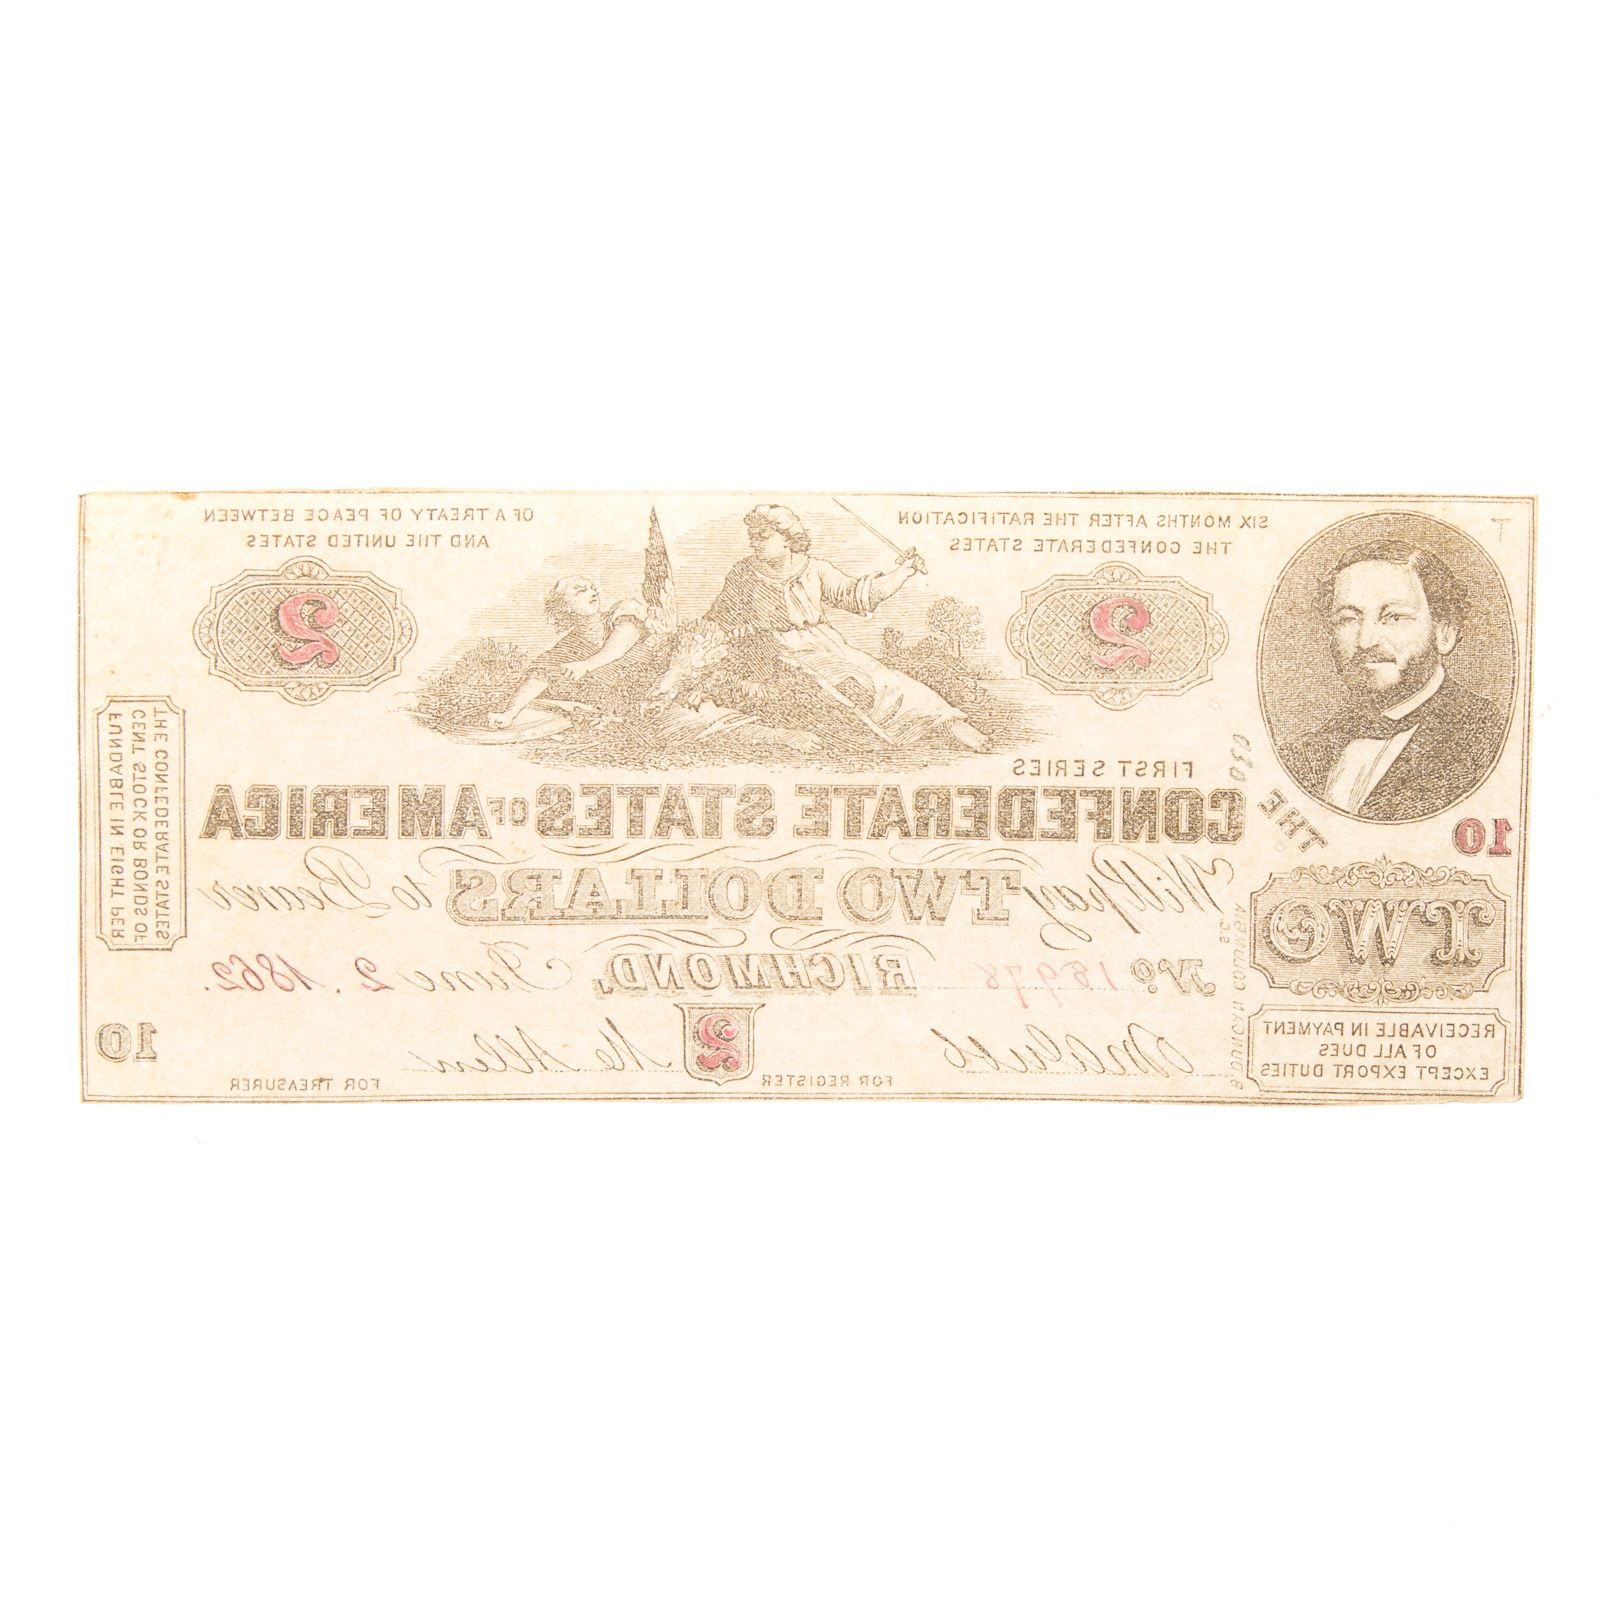 SIX MONTHS AFTER THE RATIFICATION
THE CONFEDERATE STATES
OF A TREATY OF PEACE BETWEEN
AND THE UNITED STATES
T
2
2
FIRST SERIES
THE
CONFEDERATE STATES OF AMERICA
10
Will pay TWO DOLLARS to Bearer
TWO
No. 18978 RICHMOND, June 2. 1862.
2
RECEIVABLE IN PAYMENT
OF ALL DUES
EXCEPT EXPORT DUTIES
FUNDABLE IN EIGHT PER
CENT STOCK OR BONDS OF
THE CONFEDERATE STATES
B. DUNCAN COLUMBIA S.C.
FOR REGISTER
FOR TREASURER
10